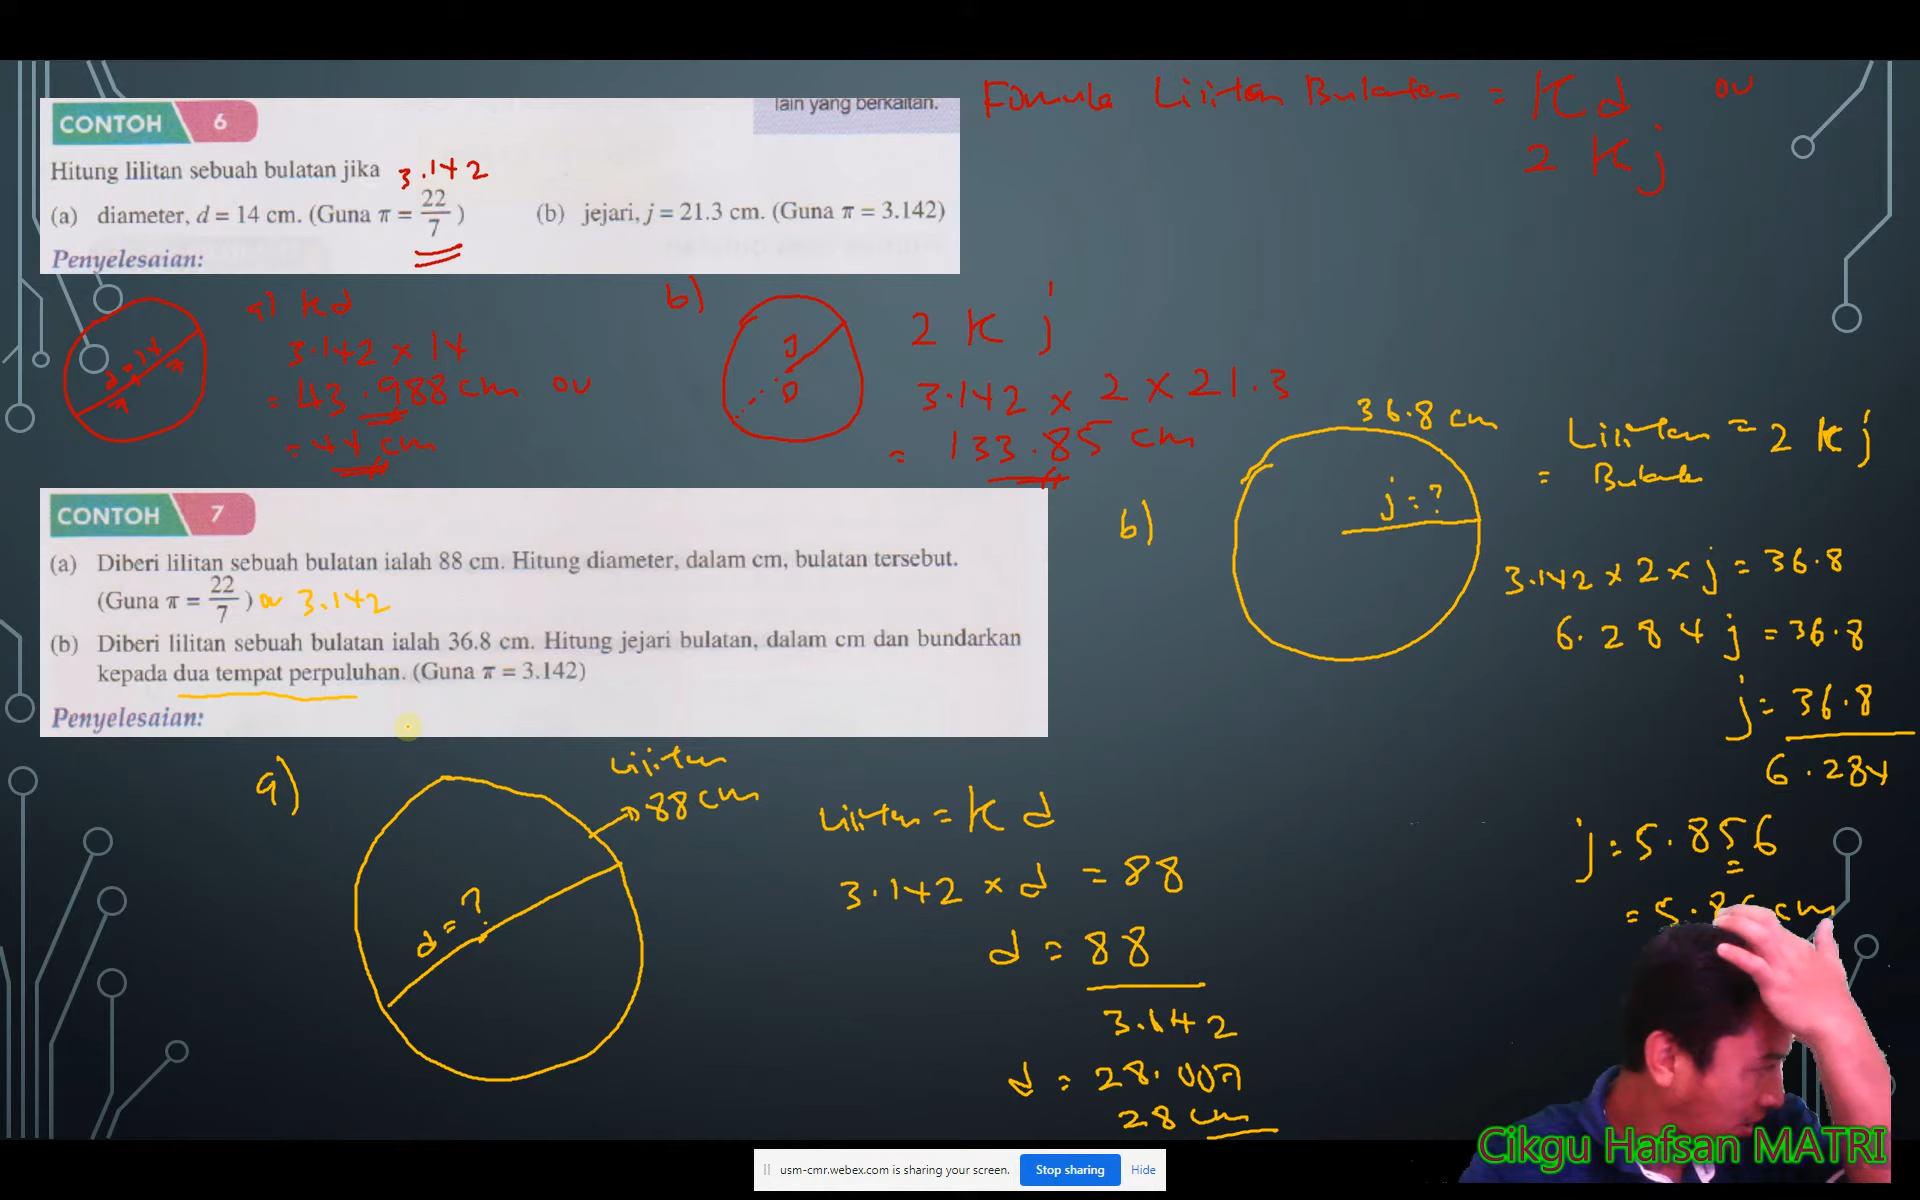 Formula Lilitan Bulatan = πd ou
2πj
lain yang berkaitan.
CONTOH 6
Hitung lilitan sebuah bulatan jika 3.142
(a) diameter, d = 14 cm. (Guna π = 22/7)
(b) jejari, j = 21.3 cm. (Guna π = 3.142)
Penyelesaian:
d = 14
a) πd
3.142 x 14
= 43.988 cm ou
= 44 cm
b)
J
2 π j
3.142 x 2 x 21.3
= 133.85 cm
CONTOH 7
(a) Diberi lilitan sebuah bulatan ialah 88 cm. Hitung diameter, dalam cm, bulatan tersebut.
(Guna π = 22/7) ou 3.142
(b) Diberi lilitan sebuah bulatan ialah 36.8 cm. Hitung jejari bulatan, dalam cm dan bundarkan
kepada dua tempat perpuluhan. (Guna π = 3.142)
Penyelesaian:
a)
Lilitan
88 cm
d = ?
Lilitan = πd
3.142 x d = 88
d = 88
3.142
d = 28.007
28 cm
b)
36.8 cm
j = ?
Lilitan = 2πj
=
3.142 x 2 x j = 36.8
6.284 j = 36.8
j = 36.8
6.284
j = 5.856
= 5.86 cm
Cikgu Hafsan MATRI
usm-cmr.webex.com is sharing your screen.
Stop sharing
Hide